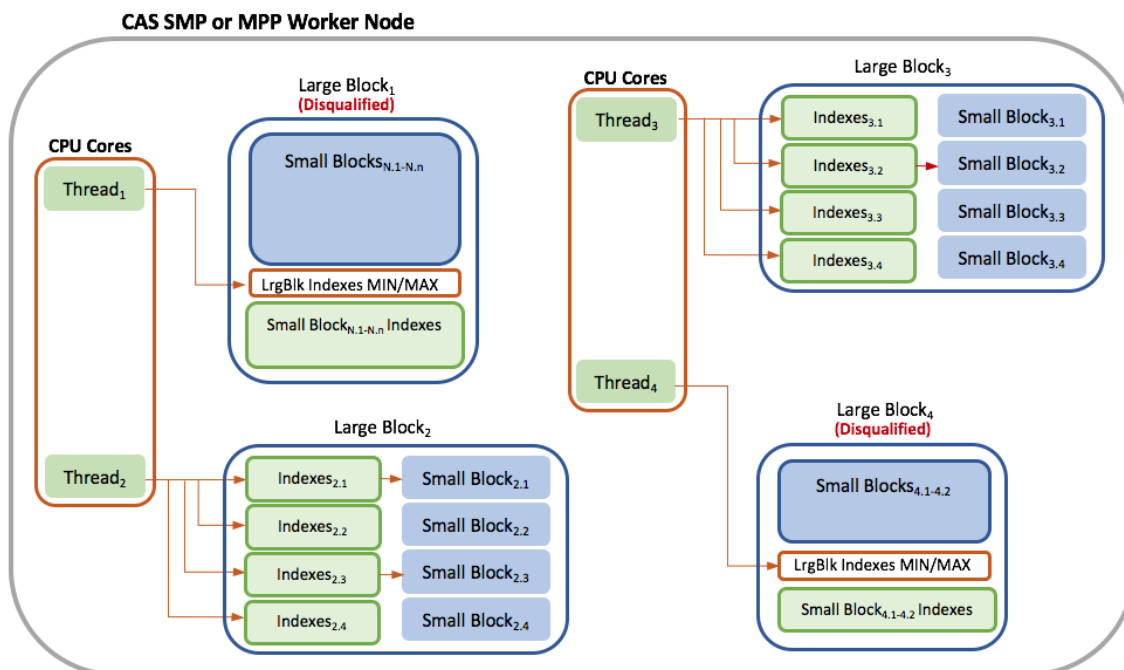 CAS SMP or MPP Worker Node
CPU Cores
Thread1
Thread2
Large Block1
(Disqualified)
Small BlocksN.1-N.n
LrgBlk Indexes MIN/MAX
Small BlockN.1-N.n Indexes
Large Block2
Indexes2.1
Small Block2.1
Indexes2.2
Small Block2.2
Indexes2.3
Small Block2.3
Indexes2.4
Small Block2.4
CPU Cores
Thread3
Thread4
Large Block3
Indexes3.1
Small Block3.1
Indexes3.2
Small Block3.2
Indexes3.3
Small Block3.3
Indexes3.4
Small Block3.4
Large Block4
(Disqualified)
Small Blocks4.1-4.2
LrgBlk Indexes MIN/MAX
Small Block4.1-4.2 Indexes